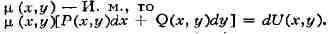 μ (x,y) — И. м., то
μ (x,y)[P(x,y)dx + Q(x, y)dy] = dU(x,y).